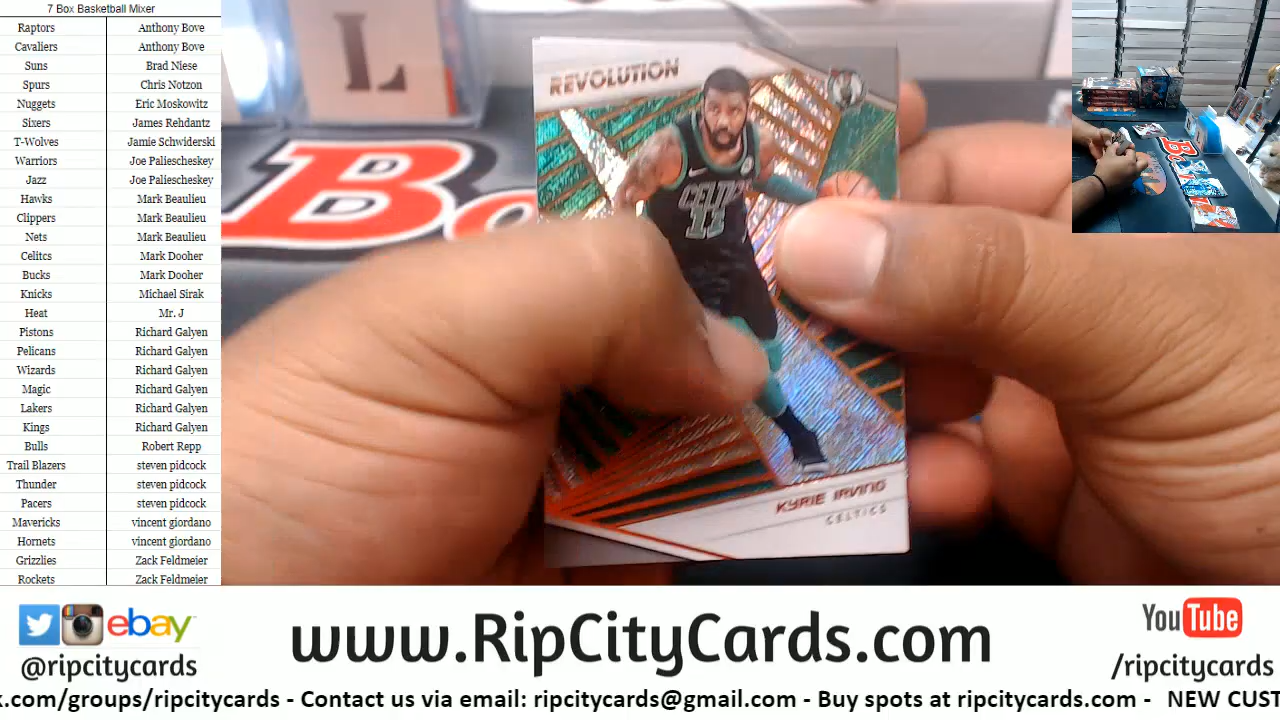 7 Box Basketball Mixer
Raptors Anthony Bove
Cavaliers Anthony Bove
Suns Brad Niese
Spurs Chris Notzon
Nuggets Eric Moskowitz
Sixers James Rehdantz
T-Wolves Jamie Schwiderski
Warriors Joe Paliescheskey
Jazz Joe Paliescheskey
Hawks Mark Beaulieu
Clippers Mark Beaulieu
Nets Mark Beaulieu
Celitcs Mark Dooher
Bucks Mark Dooher
Knicks Michael Sirak
Heat Mr. J
Pistons Richard Galyen
Pelicans Richard Galyen
Wizards Richard Galyen
Magic Richard Galyen
Lakers Richard Galyen
Kings Richard Galyen
Bulls Robert Repp
Trail Blazers steven pidcock
Thunder steven pidcock
Pacers steven pidcock
Mavericks vincent giordano
Hornets vincent giordano
Grizzlies Zack Feldmeier
Rockets Zack Feldmeier
L
Bo
REVOLUTION
CELTICS
11
KYRIE IRVING
CELTICS
ebay
@ripcitycards
www.RipCityCards.com
YouTube
/ripcitycards
k.com/groups/ripcitycards - Contact us via email: ripcitycards@gmail.com - Buy spots at ripcitycards.com - NEW CUST